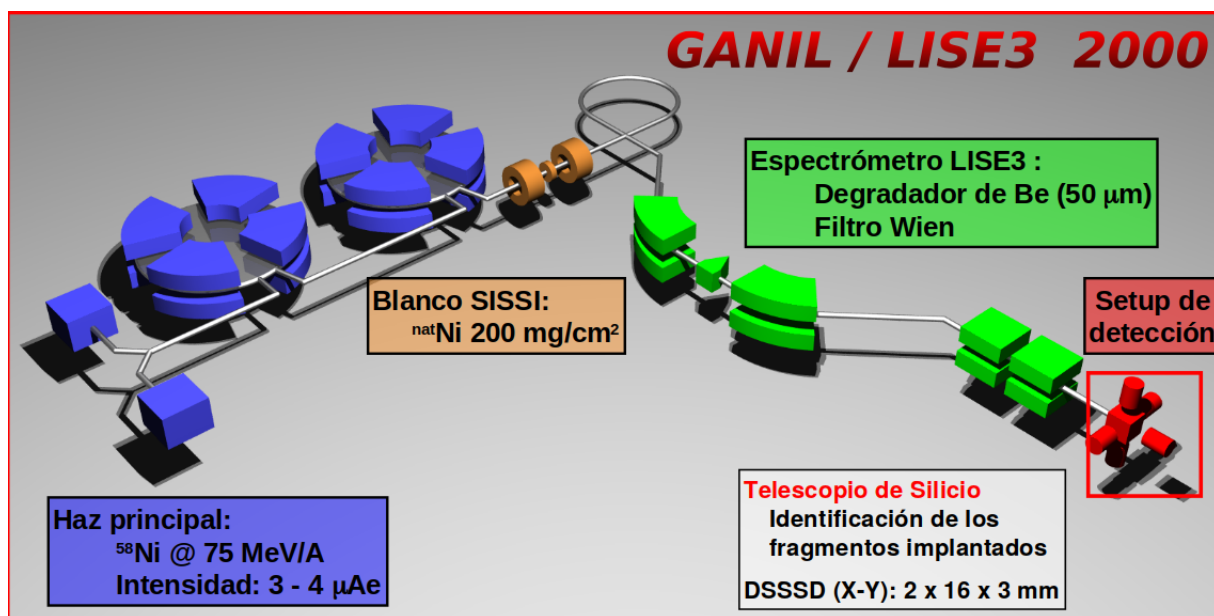 GANIL / LISE3 2000
Espectrómetro LISE3 :
Degradador de Be (50 μm)
Filtro Wien
Blanco SISSI:
ⁿᵃᵗNi 200 mg/cm²
Setup de
detección
Haz principal:
⁵⁸Ni @ 75 MeV/A
Intensidad: 3 - 4 μAe
Telescopio de Silicio
Identificación de los
fragmentos implantados
DSSSD (X-Y): 2 x 16 x 3 mm